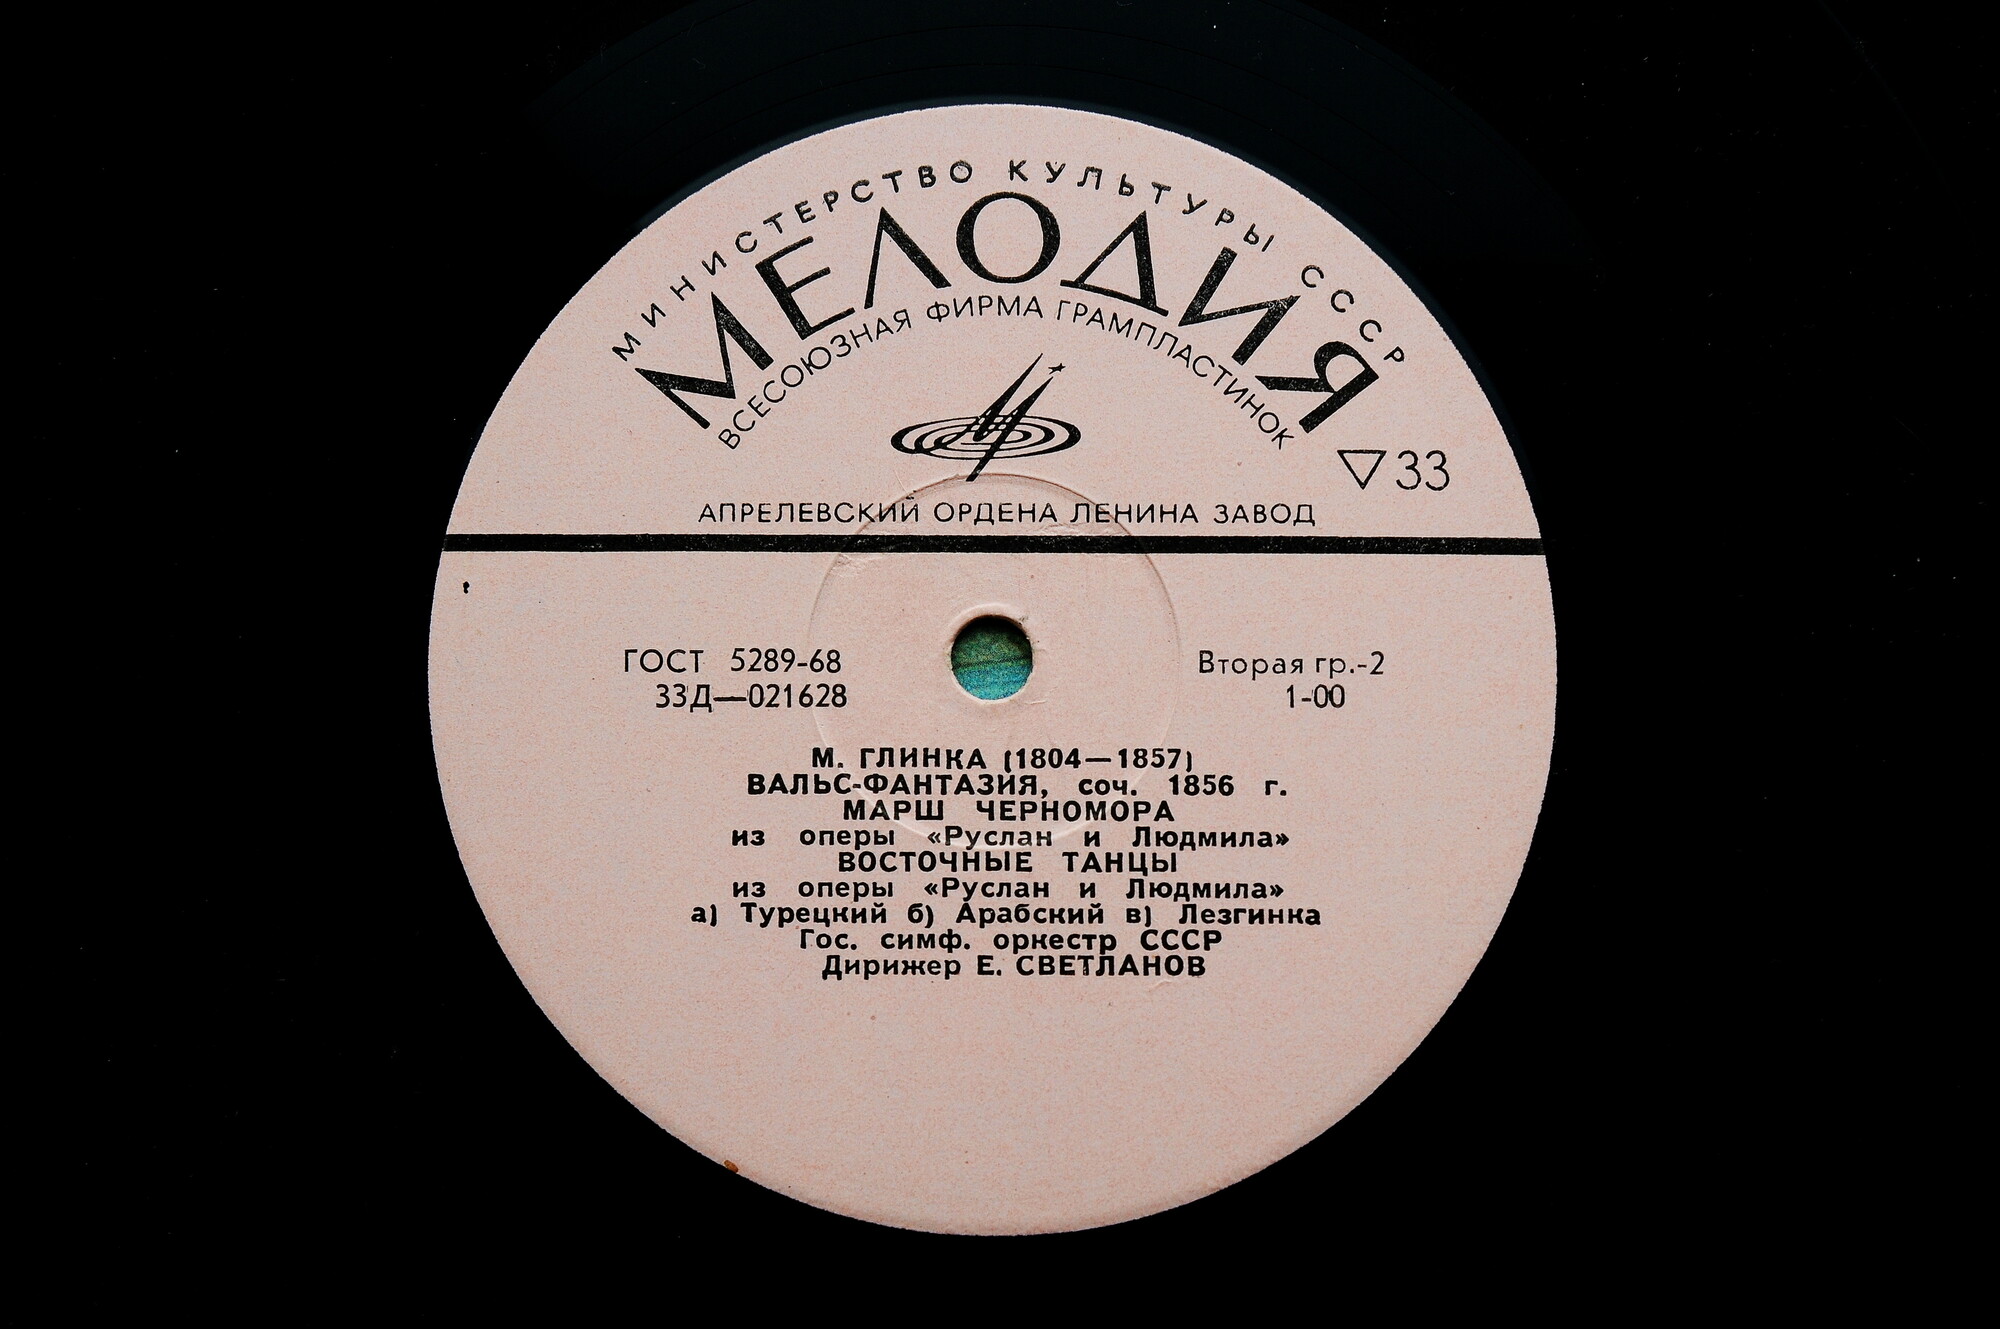 МИНИСТЕРСТВО КУЛЬТУРЫ СССР
МЕЛОДИЯ
ВСЕСОЮЗНАЯ ФИРМА ГРАМПЛАСТИНОК
▽33
АПРЕЛЕВСКИЙ ОРДЕНА ЛЕНИНА ЗАВОД
ГОСТ 5289-68
33Д—021628
Вторая гр.-2
1-00
М. ГЛИНКА (1804—1857)
ВАЛЬС-ФАНТАЗИЯ, соч. 1856 г.
МАРШ ЧЕРНОМОРА
из оперы «Руслан и Людмила»
ВОСТОЧНЫЕ ТАНЦЫ
из оперы «Руслан и Людмила»
а) Турецкий б) Арабский в) Лезгинка
Гос. симф. оркестр СССР
Дирижер Е. СВЕТЛАНОВ